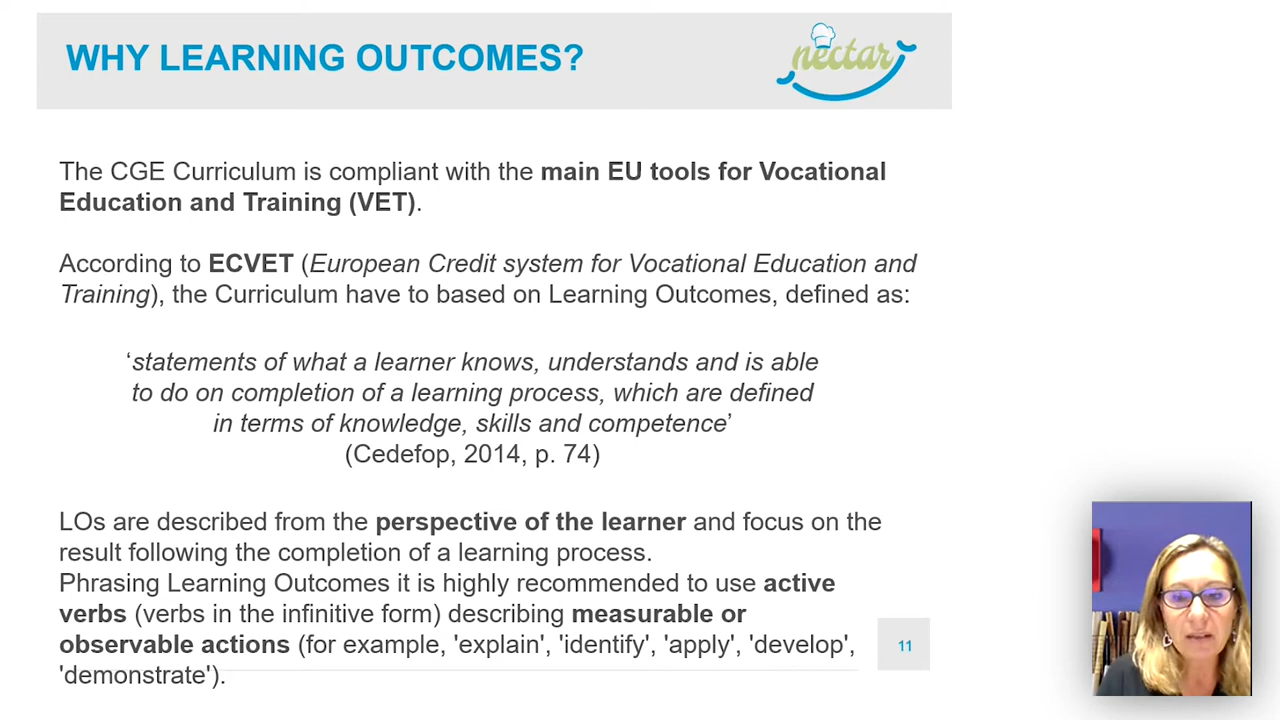 WHY LEARNING OUTCOMES?
nectar
The CGE Curriculum is compliant with the main EU tools for Vocational
Education and Training (VET).
According to ECVET (European Credit system for Vocational Education and
Training), the Curriculum have to based on Learning Outcomes, defined as:
‘statements of what a learner knows, understands and is able
to do on completion of a learning process, which are defined
in terms of knowledge, skills and competence’
(Cedefop, 2014, p. 74)
LOs are described from the perspective of the learner and focus on the
result following the completion of a learning process.
Phrasing Learning Outcomes it is highly recommended to use active
verbs (verbs in the infinitive form) describing measurable or
observable actions (for example, 'explain', 'identify', 'apply', 'develop',
'demonstrate').
11